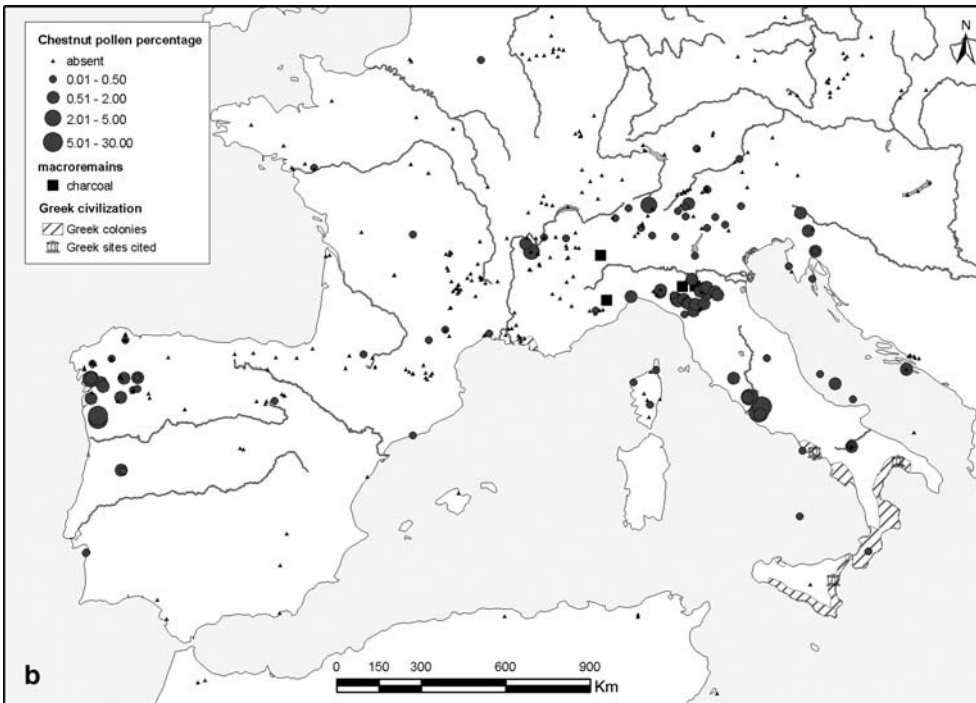 Chestnut pollen percentage
absent
0.01 - 0.50
0.51 - 2.00
2.01 - 5.00
5.01 - 30.00
macroremains
charcoal
Greek civilization
Greek colonies
Greek sites cited
N
b
0 150 300 600 900
Km